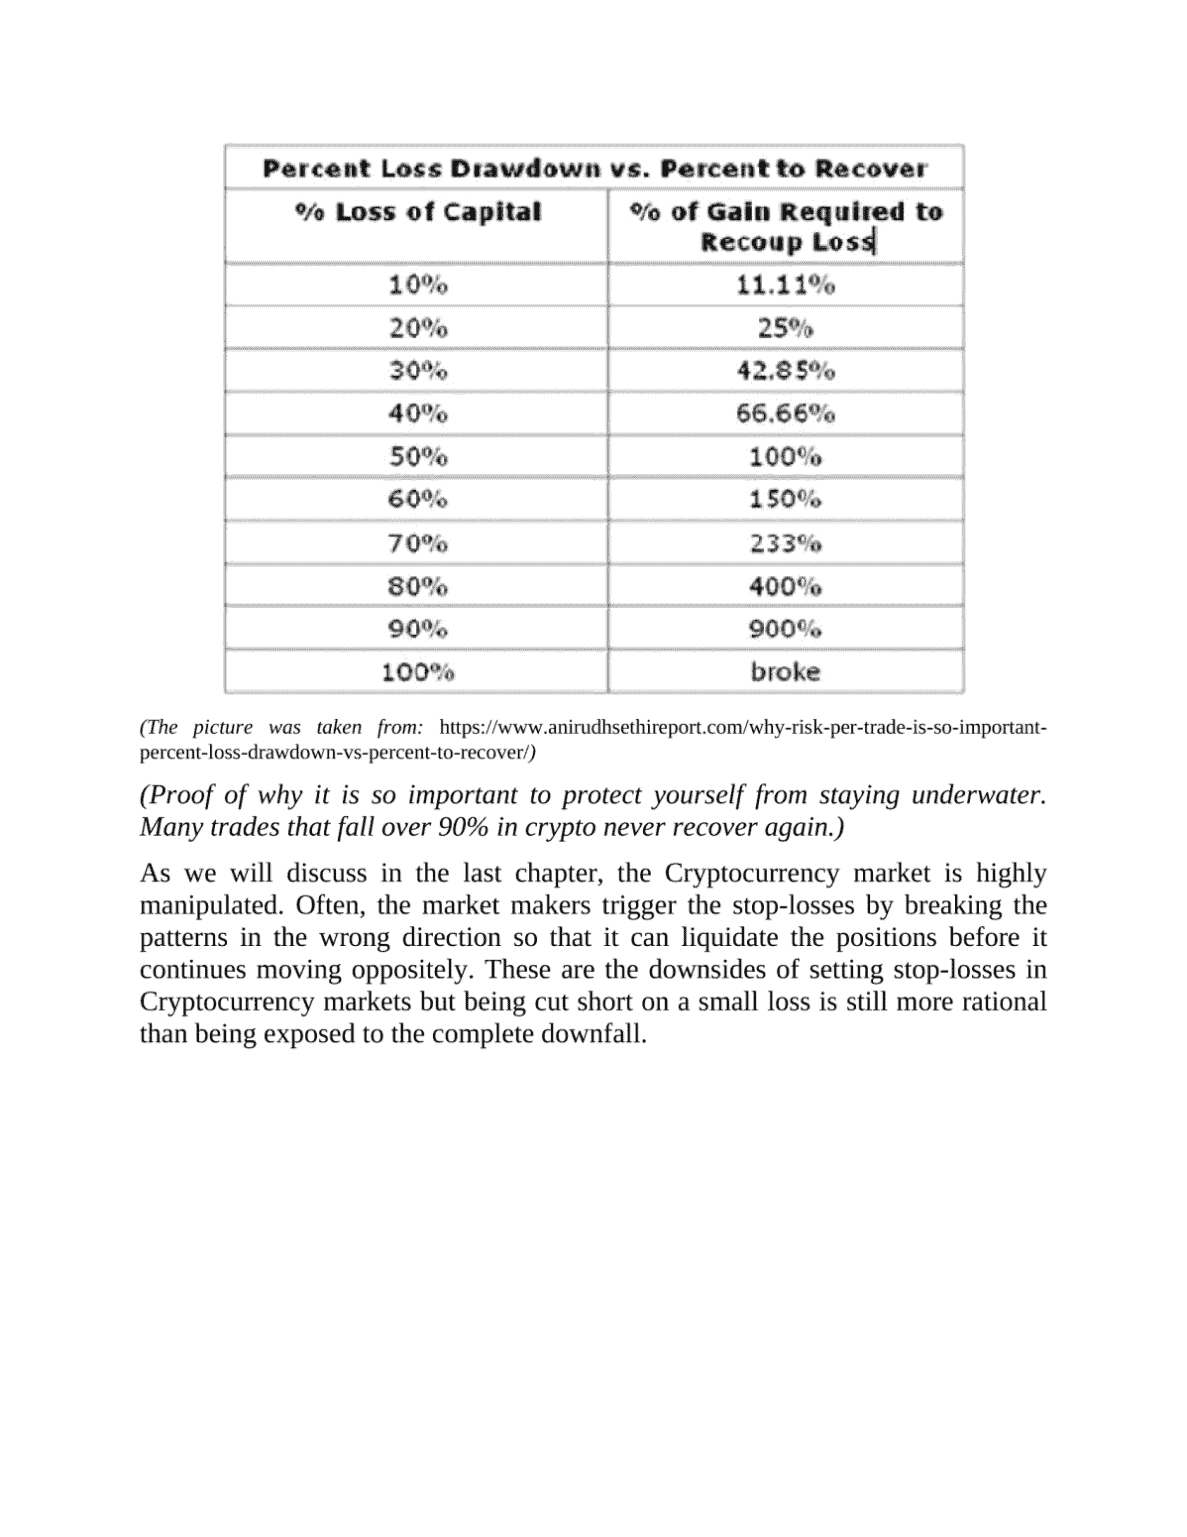 Percent Loss Drawdown vs. Percent to Recover
% Loss of Capital
% of Gain Required to
Recoup Loss
10% 11.11%
20% 25%
30% 42.85%
40% 66.66%
50% 100%
60% 150%
70% 233%
80% 400%
90% 900%
100% broke
(The picture was taken from: https://www.anirudhsethireport.com/why-risk-per-trade-is-so-important-
percent-loss-drawdown-vs-percent-to-recover/)
(Proof of why it is so important to protect yourself from staying underwater.
Many trades that fall over 90% in crypto never recover again.)
As we will discuss in the last chapter, the Cryptocurrency market is highly
manipulated. Often, the market makers trigger the stop-losses by breaking the
patterns in the wrong direction so that it can liquidate the positions before it
continues moving oppositely. These are the downsides of setting stop-losses in
Cryptocurrency markets but being cut short on a small loss is still more rational
than being exposed to the complete downfall.